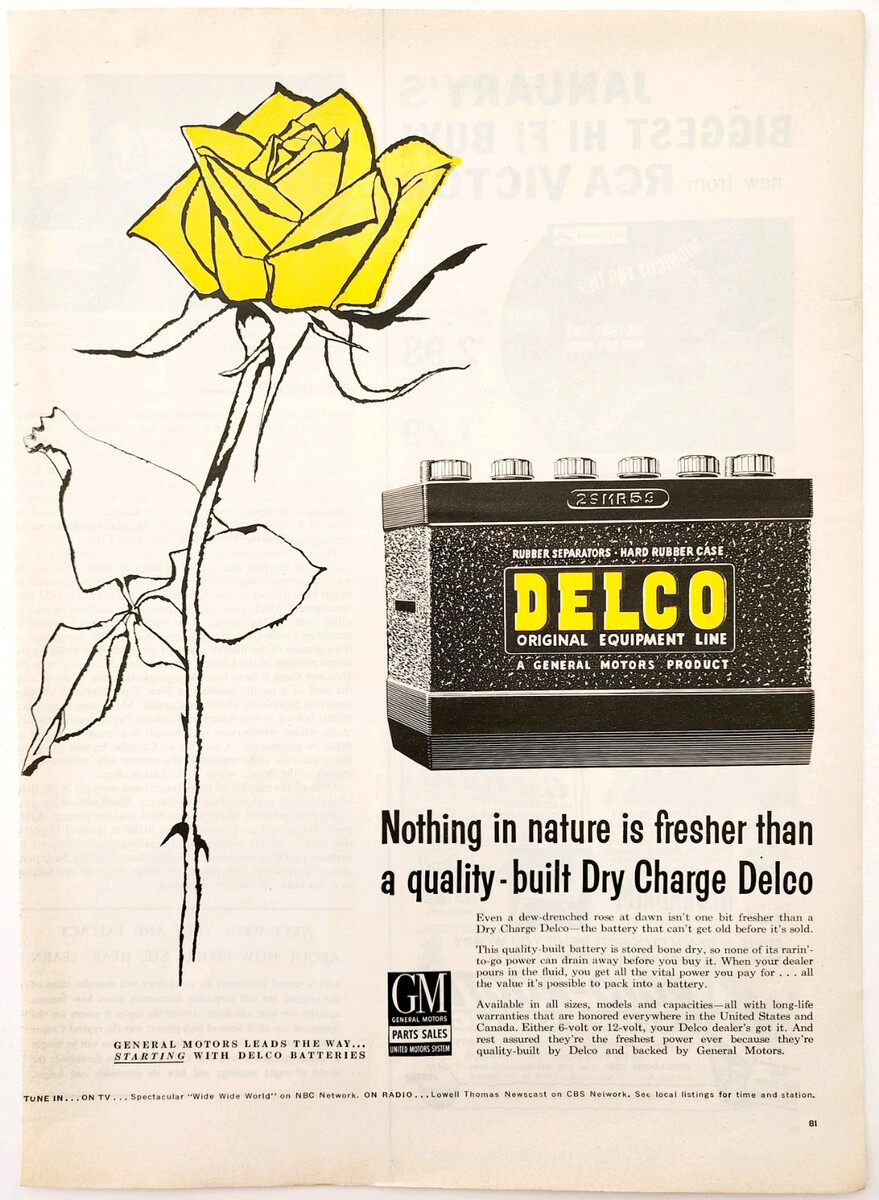 2SMR5S
RUBBER SEPARATORS · HARD RUBBER CASE
DELCO
ORIGINAL EQUIPMENT LINE
A GENERAL MOTORS PRODUCT
Nothing in nature is fresher than
a quality-built Dry Charge Delco
Even a dew-drenched rose at dawn isn't one bit fresher than a
Dry Charge Delco—the battery that can't get old before it's sold.
This quality-built battery is stored bone dry, so none of its rarin'-
to-go power can drain away before you buy it. When your dealer
pours in the fluid, you get all the vital power you pay for . . . all
the value it's possible to pack into a battery.
Available in all sizes, models and capacities—all with long-life
warranties that are honored everywhere in the United States and
Canada. Either 6-volt or 12-volt, your Delco dealer's got it. And
rest assured they're the freshest power ever because they're
quality-built by Delco and backed by General Motors.
GM
GENERAL MOTORS
PARTS SALES
UNITED MOTORS SYSTEM
GENERAL MOTORS LEADS THE WAY...
STARTING WITH DELCO BATTERIES
TUNE IN...ON TV... Spectacular "Wide Wide World" on NBC Network. ON RADIO...Lowell Thomas Newscast on CBS Network. See local listings for time and station.
81
JANUARY'S
BIGGEST HI FI BUY!
new from RCA VICTOR